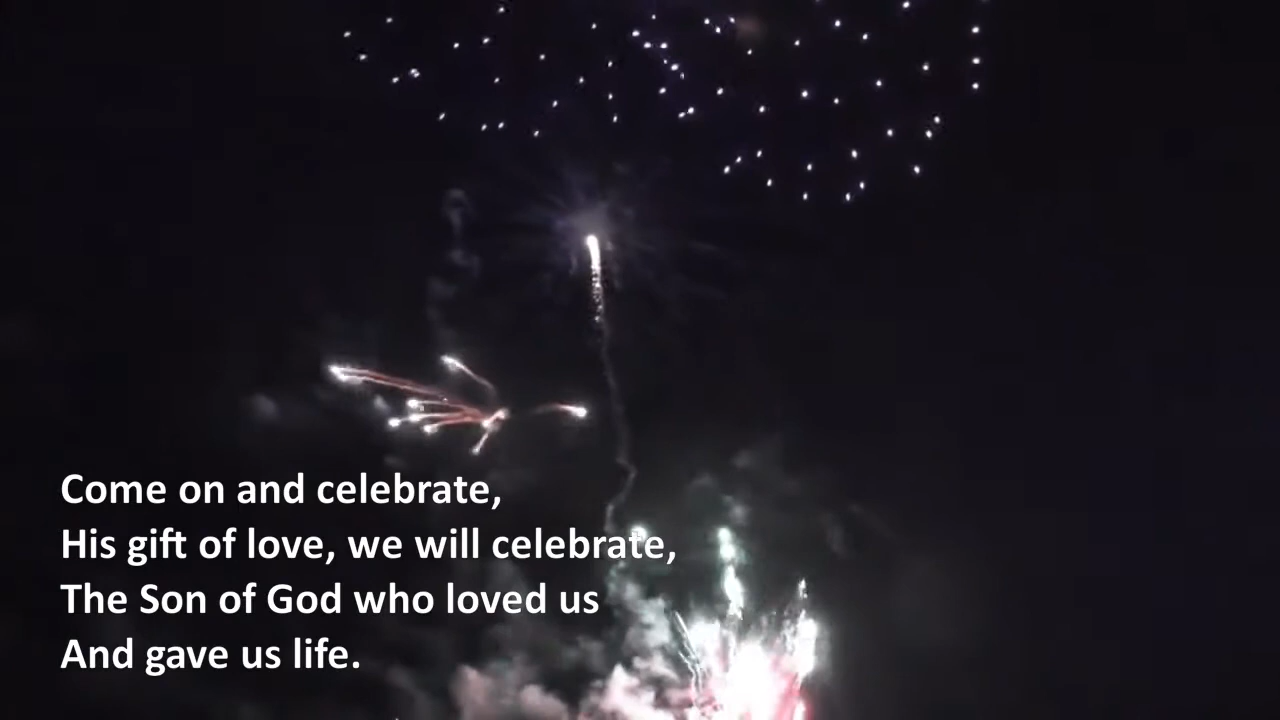 Come on and celebrate,
His gift of love, we will celebrate,
The Son of God who loved us
And gave us life.